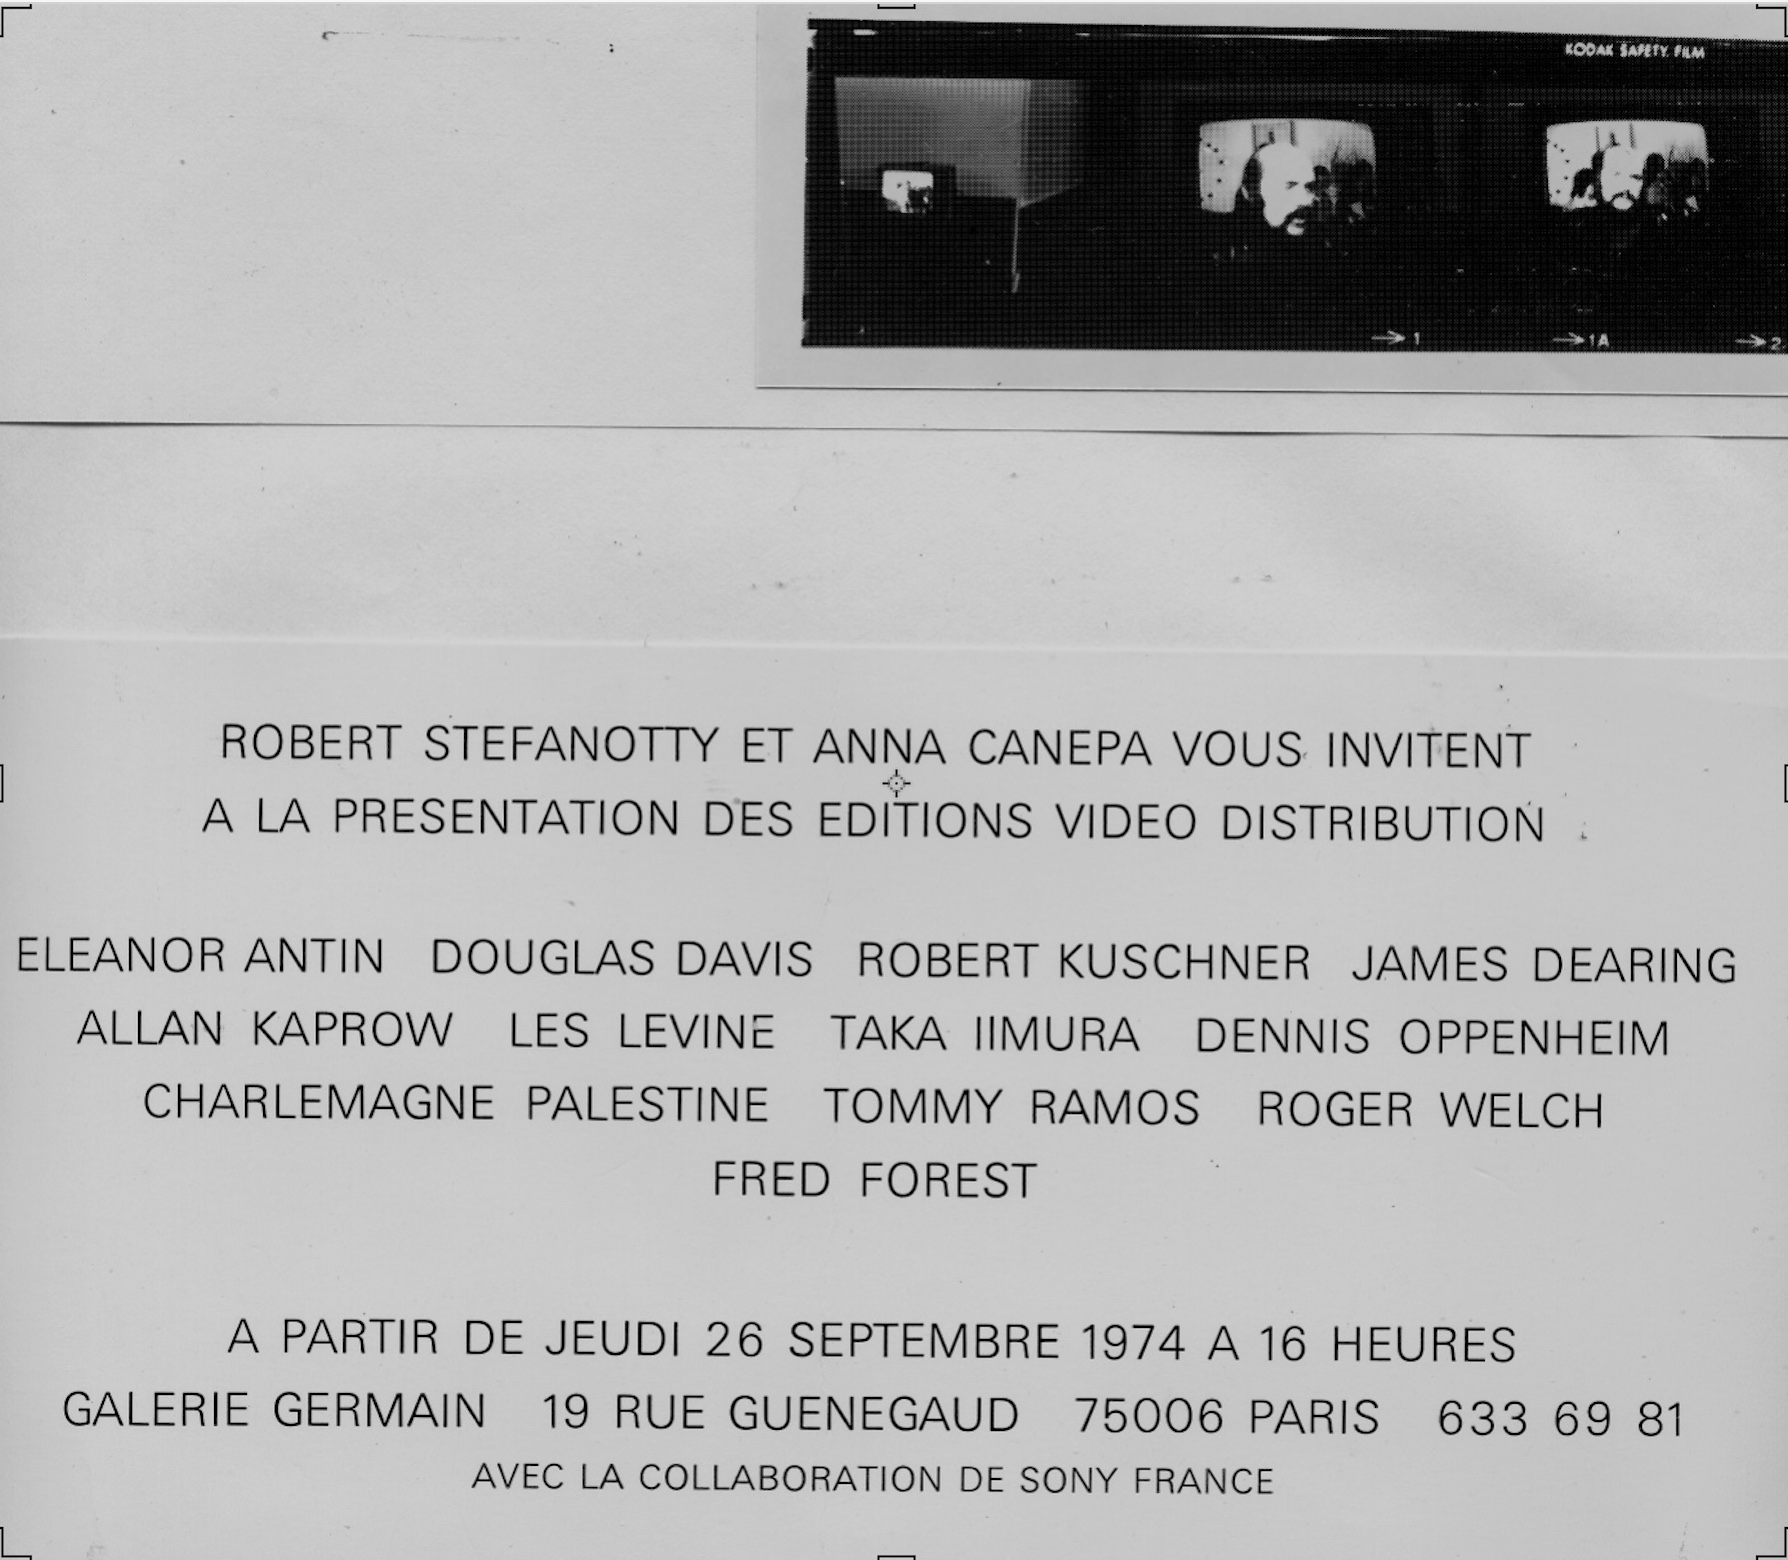 KODAK SAFETY FILM
→1 →1A →2
ROBERT STEFANOTTY ET ANNA CANEPA VOUS INVITENT
A LA PRESENTATION DES EDITIONS VIDEO DISTRIBUTION
ELEANOR ANTIN DOUGLAS DAVIS ROBERT KUSCHNER JAMES DEARING
ALLAN KAPROW LES LEVINE TAKA IIMURA DENNIS OPPENHEIM
CHARLEMAGNE PALESTINE TOMMY RAMOS ROGER WELCH
FRED FOREST
A PARTIR DE JEUDI 26 SEPTEMBRE 1974 A 16 HEURES
GALERIE GERMAIN 19 RUE GUENEGAUD 75006 PARIS 633 69 81
AVEC LA COLLABORATION DE SONY FRANCE